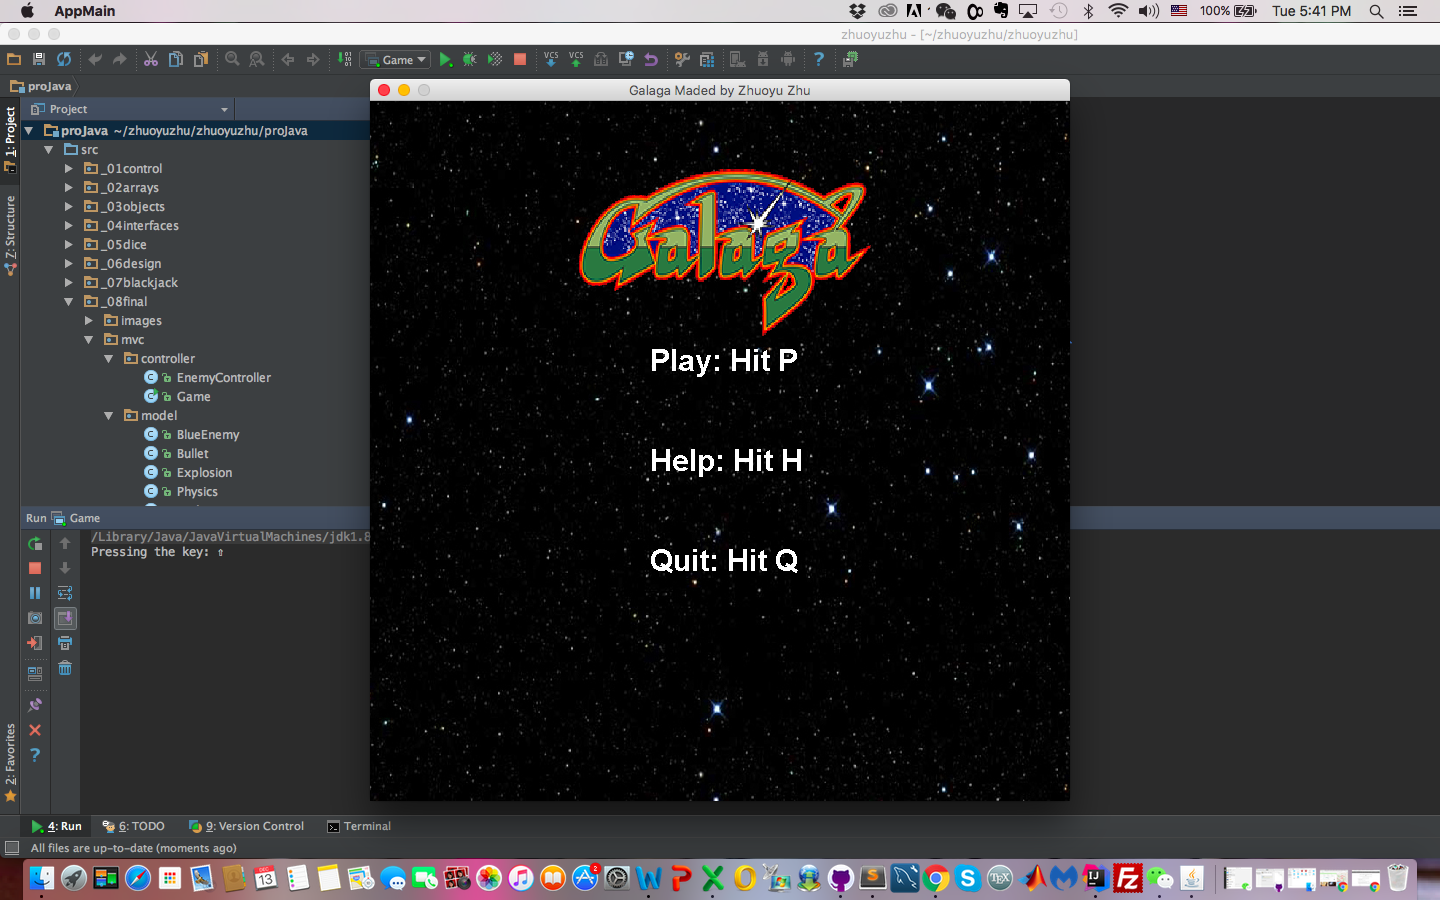 AppMain
100%
Tue 5:41 PM
zhuoyuzhu - [~/zhuoyuzhu/zhuoyuzhu]
Game
VCS
VCS
?
proJava
Project
1: Project
Z: Structure
2: Favorites
proJava ~/zhuoyuzhu/zhuoyuzhu/proJava
src
_01control
_02arrays
_03objects
_04interfaces
_05dice
_06design
_07blackjack
_08final
images
mvc
controller
EnemyController
Game
model
BlueEnemy
Bullet
Explosion
Physics
Galaga Maded by Zhuoyu Zhu
Galaga
Play: Hit P
Help: Hit H
Quit: Hit Q
Run Game
/Library/Java/JavaVirtualMachines/jdk1.8
Pressing the key: ⇧
4: Run
6: TODO
9: Version Control
Terminal
All files are up-to-date (moments ago)